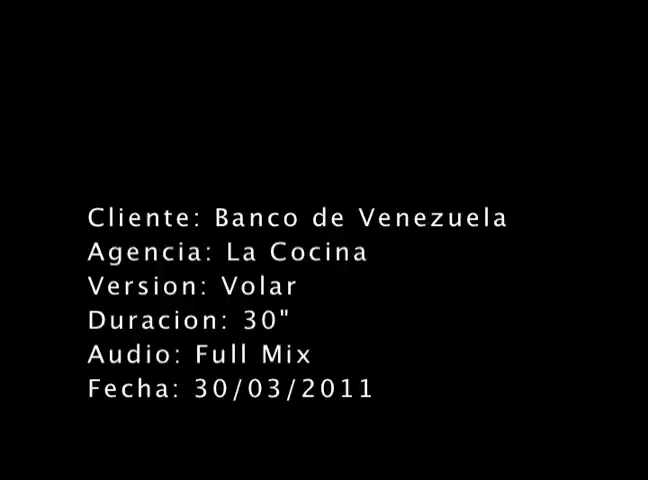 Cliente: Banco de Venezuela
Agencia: La Cocina
Version: Volar
Duracion: 30"
Audio: Full Mix
Fecha: 30/03/2011